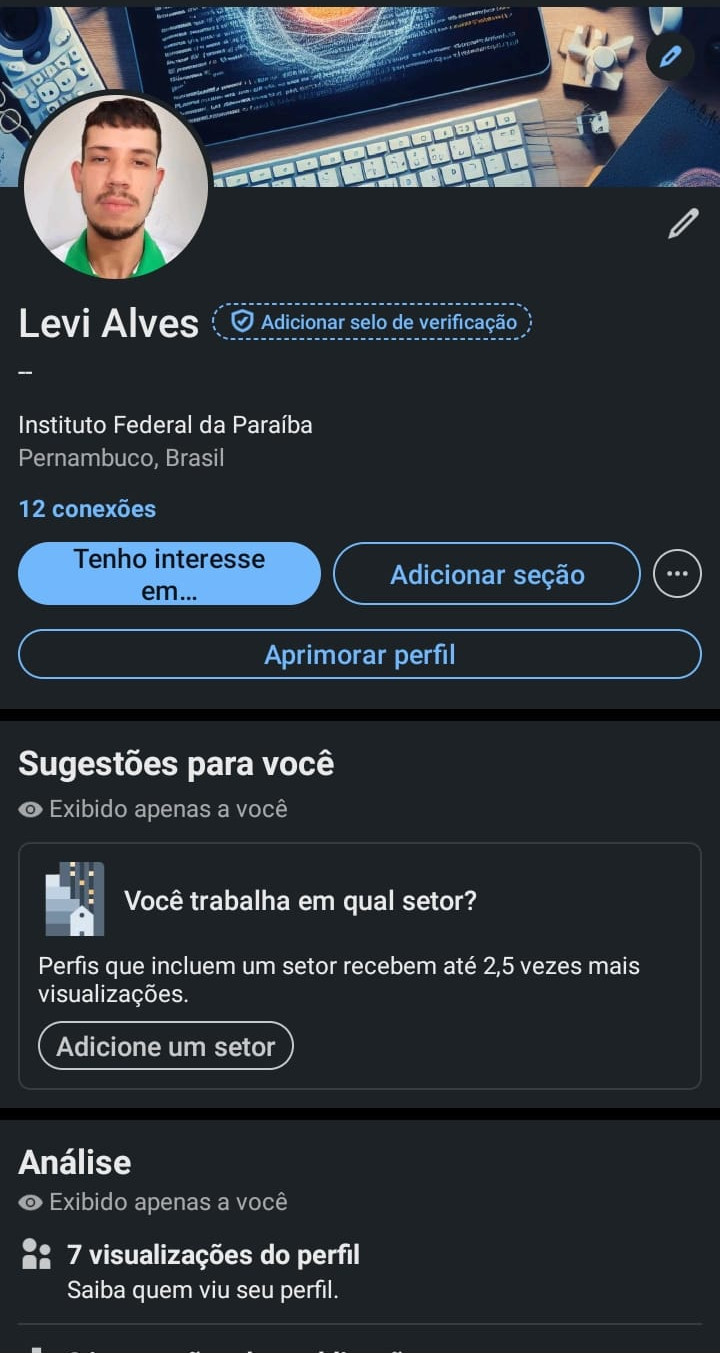 Levi Alves
Adicionar selo de verificação
--
Instituto Federal da Paraíba
Pernambuco, Brasil
12 conexões
Tenho interesse
em...
Adicionar seção
Aprimorar perfil
Sugestões para você
Exibido apenas a você
Você trabalha em qual setor?
Perfis que incluem um setor recebem até 2,5 vezes mais
visualizações.
Adicione um setor
Análise
Exibido apenas a você
7 visualizações do perfil
Saiba quem viu seu perfil.